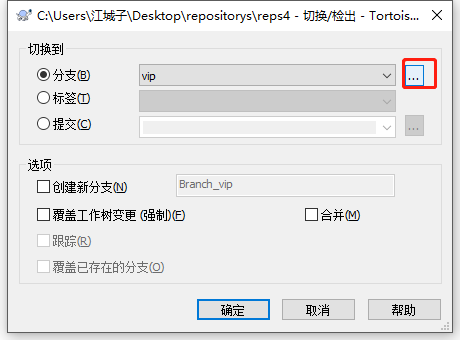 C:\Users\江城子\Desktop\repositorys\reps4 - 切换/检出 - Tortois...
切换到
分支(B)
vip
...
标签(T)
提交(C)
...
选项
创建新分支(N)
Branch_vip
覆盖工作树变更 (强制)(F)
合并(M)
跟踪(R)
覆盖已存在的分支(O)
确定
取消
帮助